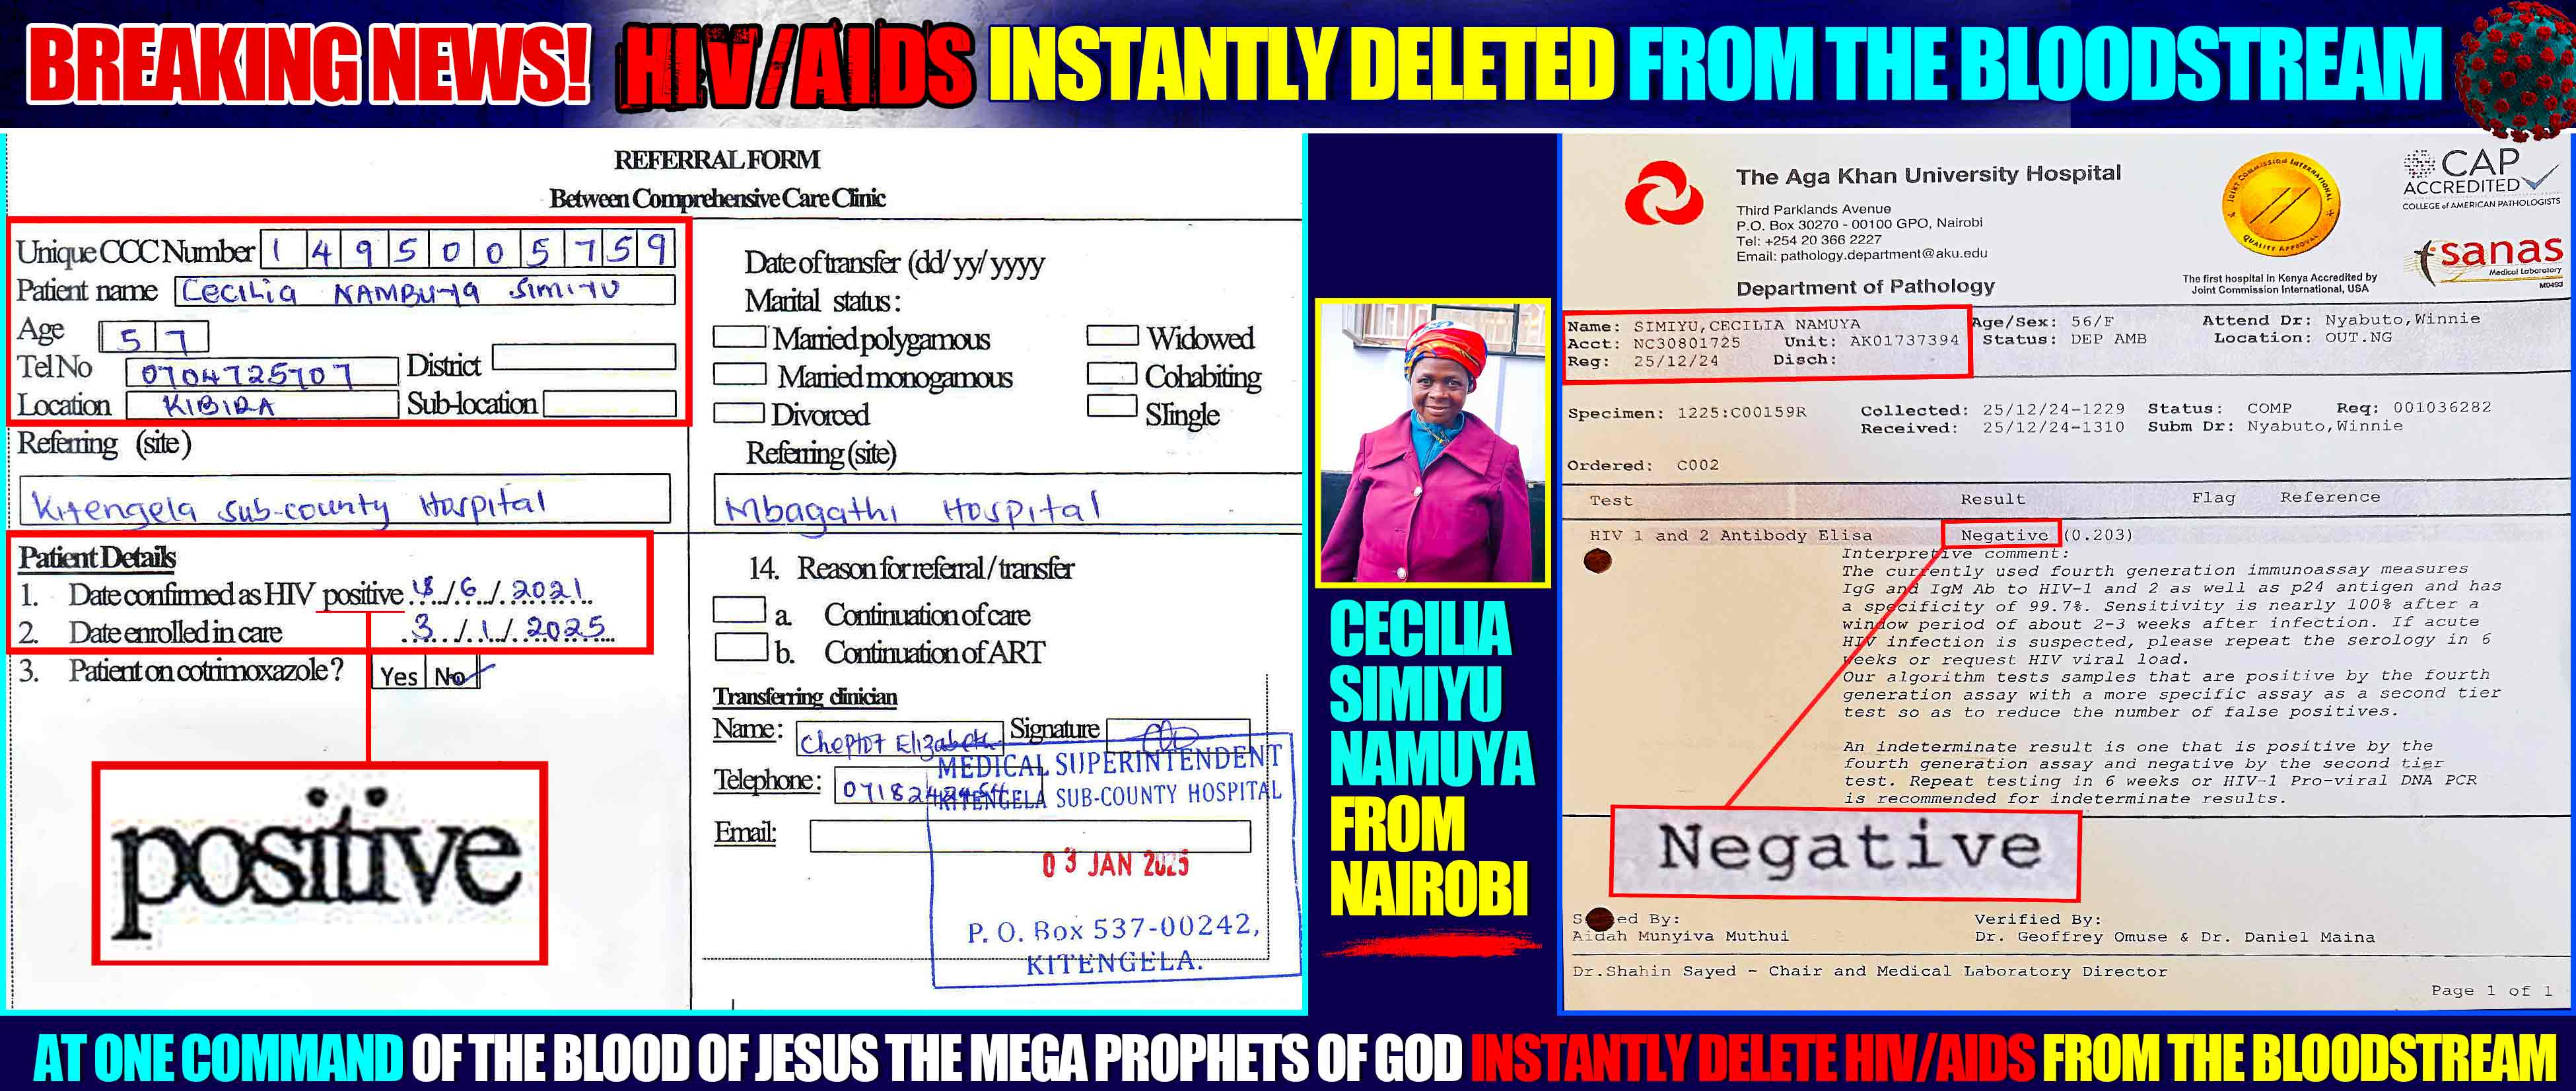 BREAKING NEWS! HIV/AIDS INSTANTLY DELETED FROM THE BLOODSTREAM
REFERRAL FORM
Between Comprehensive Care Clinic
Unique CCC Number 1 4 9 5 0 0 5 7 5 9
Patient name Cecilia NAMBUYA SIMIYU
Age 5 7
Tel No 0704725707 District
Location KIBIRA Sub-location
Referring (site)
Kitengela Sub-county Hospital
Patient Details
1. Date confirmed as HIV positive /6/2021
2. Date enrolled in care 3/1/2025
3. Patient on cotrimoxazole? Yes No
positive
Date of transfer (dd/yy/yyyy
Marital status:
Married polygamous Widowed
Married monogamous Cohabiting
Divorced SIingle
Referring (site)
Mbagathi Hospital
14. Reason for referral / transfer
a. Continuation of care
b. Continuation of ART
Transferring clinician
Name: Elizabeth Signature
Telephone:
Email:
MEDICAL SUPERINTENDENT
KITENGELA SUB-COUNTY HOSPITAL
03 JAN 2025
P. O. Box 537-00242,
KITENGELA.
CECILIA
SIMIYU
NAMUYA
FROM
NAIROBI
The Aga Khan University Hospital
Third Parklands Avenue
P.O. Box 30270 - 00100 GPO, Nairobi
Tel: +254 20 366 2227
Email: pathology.department@aku.edu
Department of Pathology
JOINT COMMISSION INTERNATIONAL
QUALITY APPROVAL
The first hospital in Kenya Accredited by
Joint Commission International, USA
CAP
ACCREDITED
COLLEGE of AMERICAN PATHOLOGISTS
sanas
Medical Laboratory
M0493
Name: SIMIYU,CECILIA NAMUYA Age/Sex: 56/F Attend Dr: Nyabuto,Winnie
Acct: NC30801725 Unit: AK01737394 Status: DEP AMB Location: OUT.NG
Reg: 25/12/24 Disch:
Specimen: 1225:C00159R Collected: 25/12/24-1229 Status: COMP Req: 001036282
Received: 25/12/24-1310 Subm Dr: Nyabuto,Winnie
Ordered: C002
Test Result Flag Reference
HIV 1 and 2 Antibody Elisa Negative (0.203)
Interpretive comment:
The currently used fourth generation immunoassay measures
IgG and IgM Ab to HIV-1 and 2 as well as p24 antigen and has
a specificity of 99.7%. Sensitivity is nearly 100% after a
window period of about 2-3 weeks after infection. If acute
HIV infection is suspected, please repeat the serology in 6
weeks or request HIV viral load.
Our algorithm tests samples that are positive by the fourth
generation assay with a more specific assay as a second tier
test so as to reduce the number of false positives.
An indeterminate result is one that is positive by the
fourth generation assay and negative by the second tier
test. Repeat testing in 6 weeks or HIV-1 Pro-viral DNA PCR
is recommended for indeterminate results.
Negative
By: Verified By:
Aidah Munyiva Muthui Dr. Geoffrey Omuse & Dr. Daniel Maina
Dr.Shahin Sayed - Chair and Medical Laboratory Director
Page 1 of 1
AT ONE COMMAND OF THE BLOOD OF JESUS THE MEGA PROPHETS OF GOD INSTANTLY DELETE HIV/AIDS FROM THE BLOODSTREAM